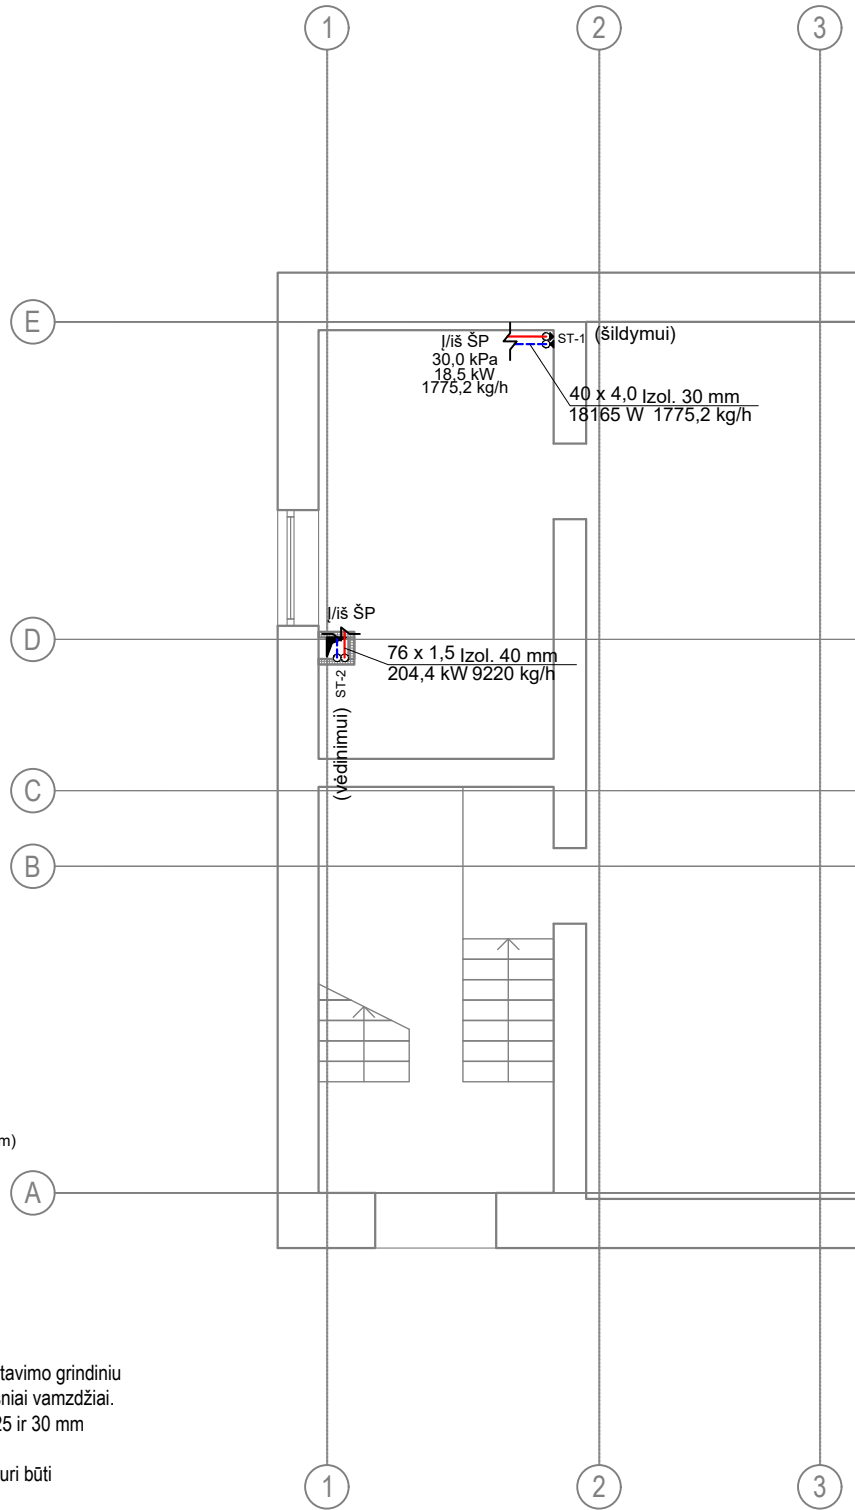 1 2 3
E
Į/iš ŠP
30,0 kPa
18,5 kW
1775,2 kg/h
ST-1 (šildymui)
40 x 4,0 Izol. 30 mm
18165 W 1775,2 kg/h
Į/iš ŠP
D
76 x 1,5 Izol. 40 mm
204,4 kW 9220 kg/h
ST-2
(vėdinimui)
C
B
m)
A
tavimo grindiniu
niai vamzdžiai.
25 ir 30 mm
uri būti
1 2 3